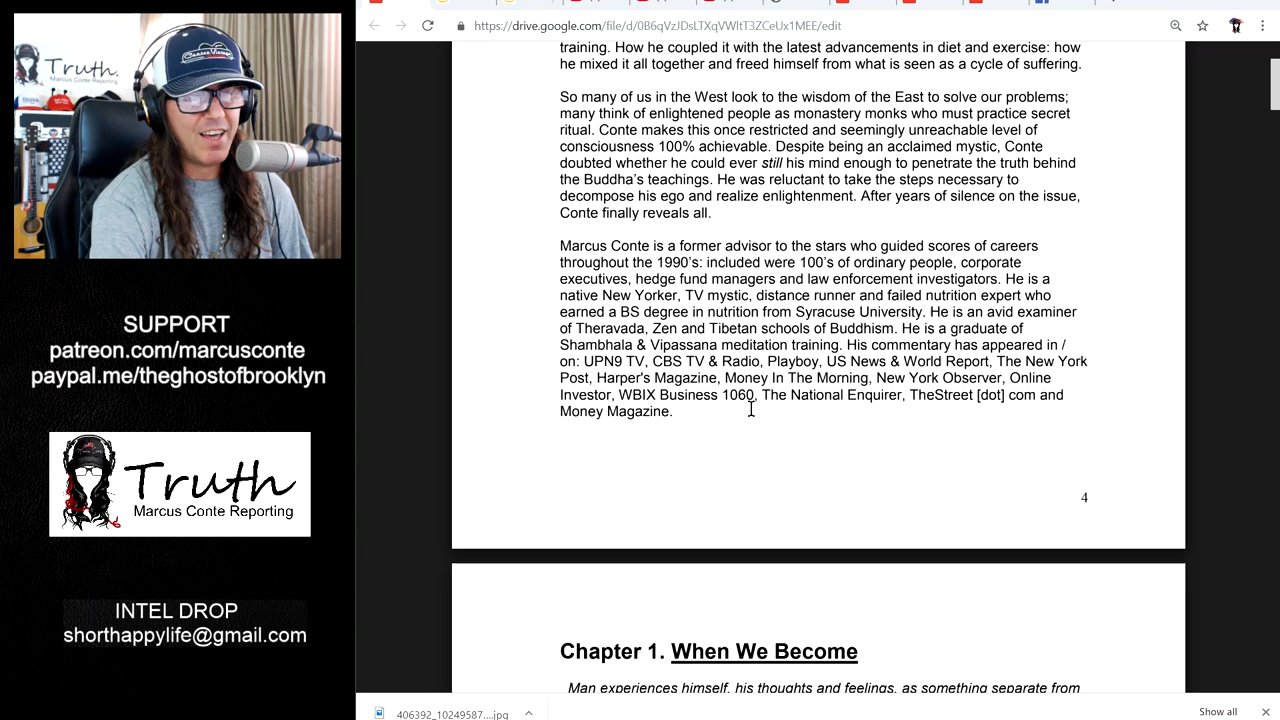 Truth.
Marcus Conte Reporting
SUPPORT
patreon.com/marcusconte
paypal.me/theghostofbrooklyn
Truth
Marcus Conte Reporting
INTEL DROP
shorthappylife@gmail.com
https://drive.google.com/file/d/0B6qVzJDsLTXqVWltT3ZCeUx1MEE/edit
training. How he coupled it with the latest advancements in diet and exercise: how
he mixed it all together and freed himself from what is seen as a cycle of suffering.
So many of us in the West look to the wisdom of the East to solve our problems;
many think of enlightened people as monastery monks who must practice secret
ritual. Conte makes this once restricted and seemingly unreachable level of
consciousness 100% achievable. Despite being an acclaimed mystic, Conte
doubted whether he could ever still his mind enough to penetrate the truth behind
the Buddha's teachings. He was reluctant to take the steps necessary to
decompose his ego and realize enlightenment. After years of silence on the issue,
Conte finally reveals all.
Marcus Conte is a former advisor to the stars who guided scores of careers
throughout the 1990's: included were 100's of ordinary people, corporate
executives, hedge fund managers and law enforcement investigators. He is a
native New Yorker, TV mystic, distance runner and failed nutrition expert who
earned a BS degree in nutrition from Syracuse University. He is an avid examiner
of Theravada, Zen and Tibetan schools of Buddhism. He is a graduate of
Shambhala & Vipassana meditation training. His commentary has appeared in /
on: UPN9 TV, CBS TV & Radio, Playboy, US News & World Report, The New York
Post, Harper's Magazine, Money In The Morning, New York Observer, Online
Investor, WBIX Business 1060, The National Enquirer, TheStreet [dot] com and
Money Magazine.
4
Chapter 1. When We Become
Man experiences himself, his thoughts and feelings, as something separate from
406392_10249587....jpg
Show all